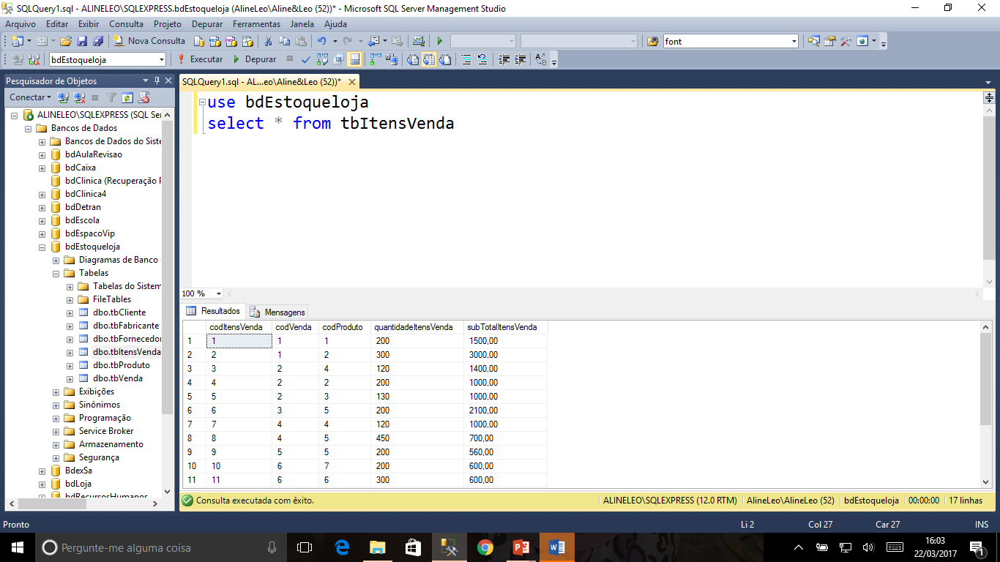 SQLQuery1.sql - ALINELEO\SQLEXPRESS.bdEstoqueloja (AlineLeo\Aline&Leo (52))* - Microsoft SQL Server Management Studio
Arquivo Editar Exibir Consulta Projeto Depurar Ferramentas Janela Ajuda
Nova Consulta font
bdEstoqueloja Executar Depurar
Pesquisador de Objetos
Conectar
ALINELEO\SQLEXPRESS (SQL Se
Bancos de Dados
Bancos de Dados do Siste
bdAulaRevisao
bdCaixa
bdClinica (Recuperação P
bdClinica4
bdDetran
bdEscola
bdEspacoVip
bdEstoqueloja
Diagramas de Banco
Tabelas
Tabelas do Sistem
FileTables
dbo.tbCliente
dbo.tbFabricante
dbo.tbFornecedor
dbo.tbItensVenda
dbo.tbProduto
dbo.tbVenda
Exibições
Sinônimos
Programação
Service Broker
Armazenamento
Segurança
BdexSa
bdLoja
bdRecursosHumanos
SQLQuery1.sql - AL...eo\Aline&Leo (52))*
use bdEstoqueloja
select * from tbItensVenda
100 %
Resultados Mensagens
codItensVenda codVenda codProduto quantidadeItensVenda subTotalItensVenda
1 1 1 1 200 1500,00
2 2 1 2 300 3000,00
3 3 2 4 120 1400,00
4 4 2 2 200 1000,00
5 5 2 3 130 1000,00
6 6 3 5 200 2100,00
7 7 4 4 120 1000,00
8 8 4 5 450 700,00
9 9 5 5 200 560,00
10 10 6 7 200 600,00
11 11 6 6 300 600,00
Consulta executada com êxito. ALINELEO\SQLEXPRESS (12.0 RTM) AlineLeo\AlineLeo (52) bdEstoqueloja 00:00:00 17 linhas
Pronto Li 2 Col 27 Car 27 INS
Pergunte-me alguma coisa
16:03
22/03/2017
1